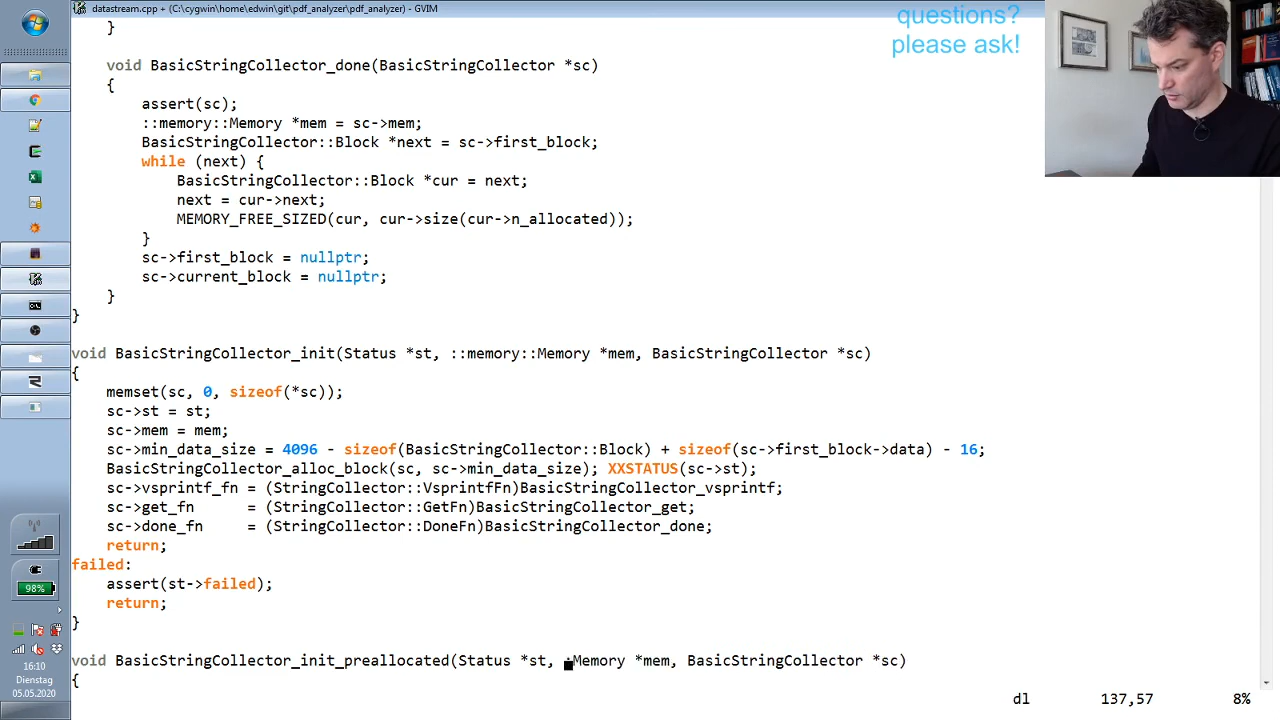 datastream.cpp + (C:\cygwin\home\edwin\git\pdf_analyzer\pdf_analyzer) - GVIM
questions?
please ask!
    }

    void BasicStringCollector_done(BasicStringCollector *sc)
    {
        assert(sc);
        ::memory::Memory *mem = sc->mem;
        BasicStringCollector::Block *next = sc->first_block;
        while (next) {
            BasicStringCollector::Block *cur = next;
            next = cur->next;
            MEMORY_FREE_SIZED(cur, cur->size(cur->n_allocated));
        }
        sc->first_block = nullptr;
        sc->current_block = nullptr;
    }
}

void BasicStringCollector_init(Status *st, ::memory::Memory *mem, BasicStringCollector *sc)
{
    memset(sc, 0, sizeof(*sc));
    sc->st = st;
    sc->mem = mem;
    sc->min_data_size = 4096 - sizeof(BasicStringCollector::Block) + sizeof(sc->first_block->data) - 16;
    BasicStringCollector_alloc_block(sc, sc->min_data_size); XXSTATUS(sc->st);
    sc->vsprintf_fn = (StringCollector::VsprintfFn)BasicStringCollector_vsprintf;
    sc->get_fn      = (StringCollector::GetFn)BasicStringCollector_get;
    sc->done_fn     = (StringCollector::DoneFn)BasicStringCollector_done;
    return;
failed:
    assert(st->failed);
    return;
}

void BasicStringCollector_init_preallocated(Status *st, :Memory *mem, BasicStringCollector *sc)
{
dl 137,57 8%
98%
16:10
Dienstag
05.05.2020